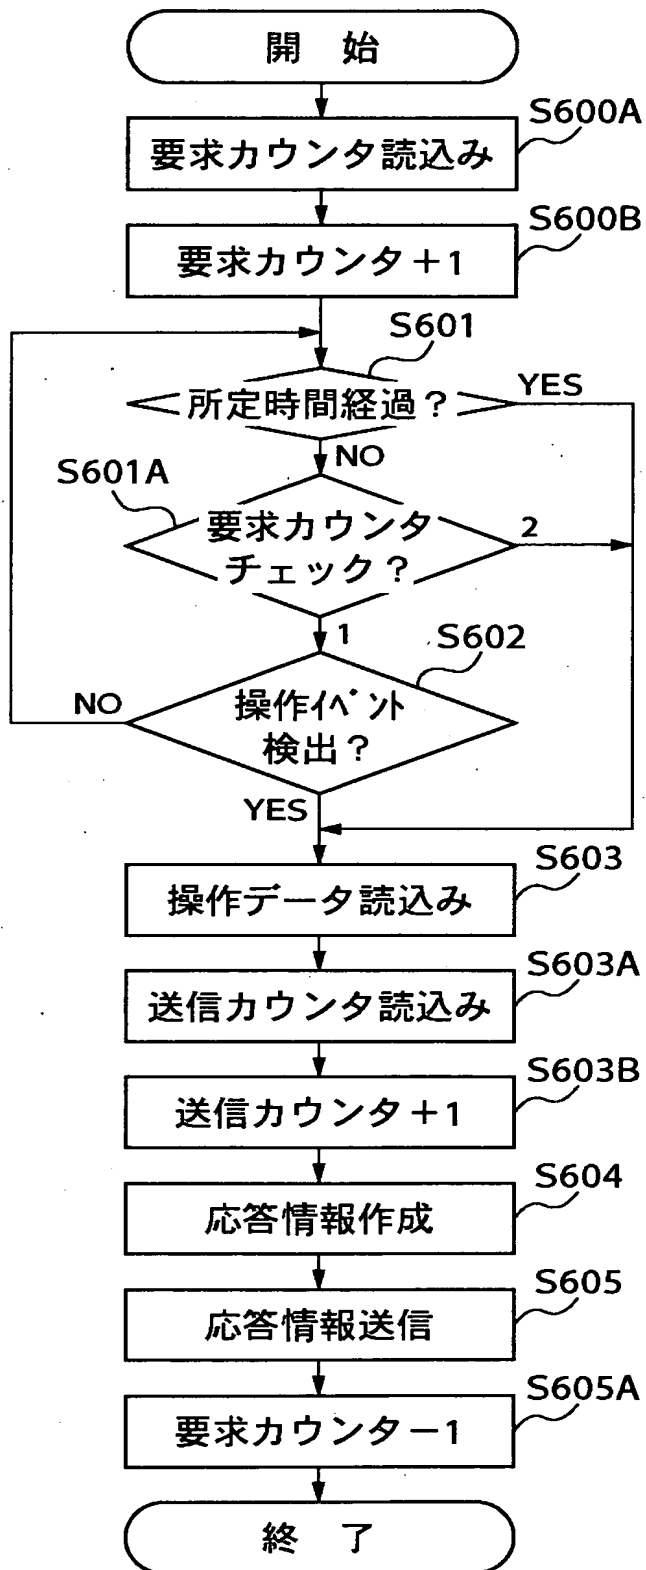 開 始
S600A
要求カウンタ読込み
S600B
要求カウンタ+1
S601
所定時間経過?
YES
NO
S601A
要求カウンタ
チェック?
2
1
S602
操作イベント
検出?
NO
YES
S603
操作データ読込み
S603A
送信カウンタ読込み
S603B
送信カウンタ+1
S604
応答情報作成
S605
応答情報送信
S605A
要求カウンター1
終 了